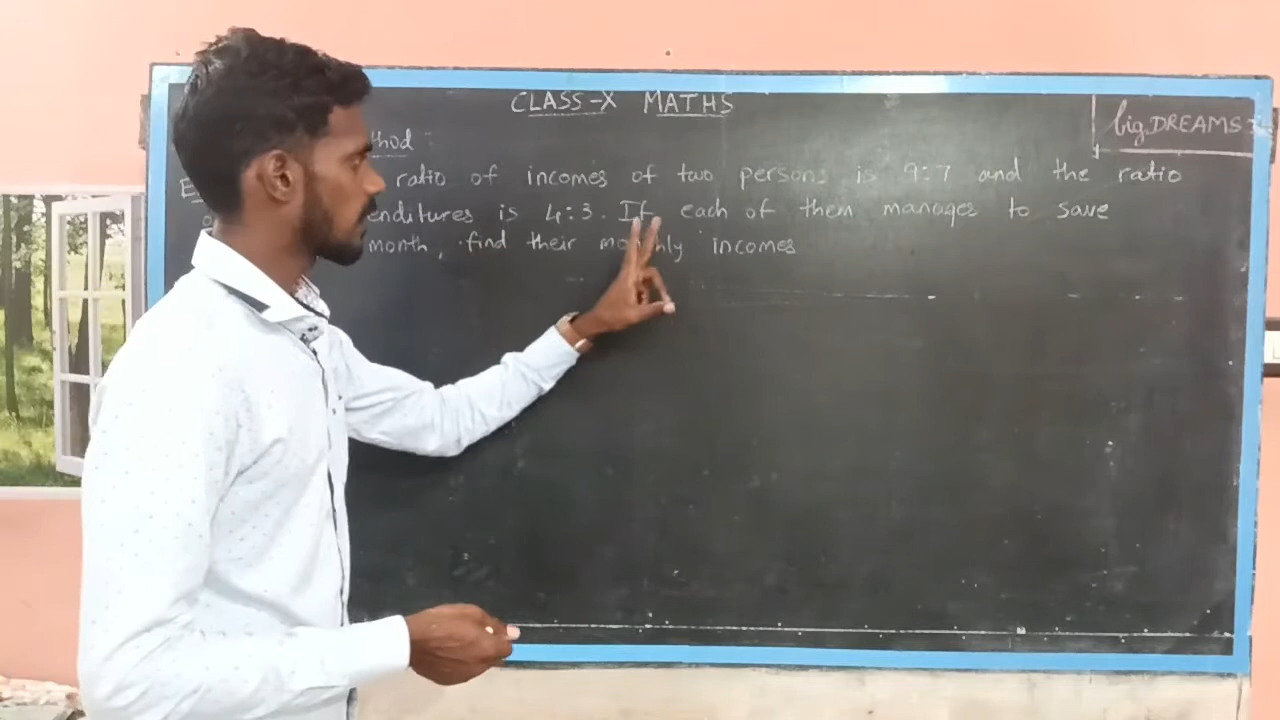 CLASS-X MATHS
big.DREAMS
thod :
ratio of incomes of two persons is 9:7 and the ratio
enditures is 4:3. If each of them manages to save
month, find their monthly incomes